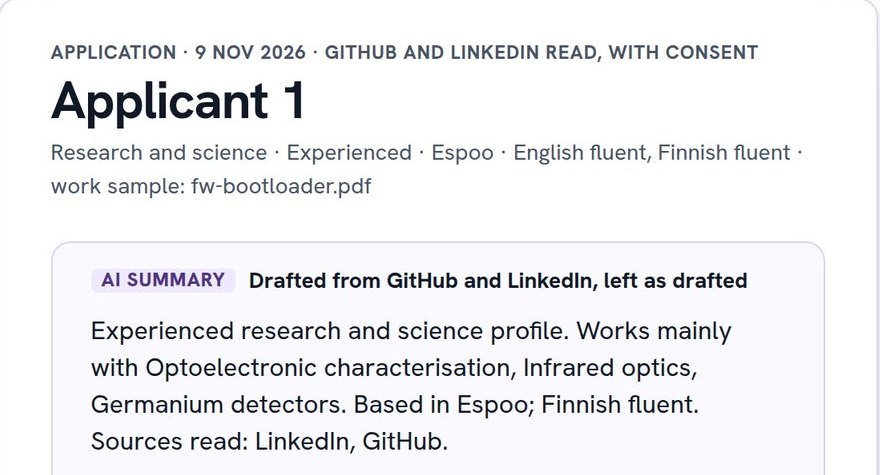 APPLICATION · 9 NOV 2026 · GITHUB AND LINKEDIN READ, WITH CONSENT
Applicant 1
Research and science · Experienced · Espoo · English fluent, Finnish fluent ·
work sample: fw-bootloader.pdf
AI SUMMARY Drafted from GitHub and LinkedIn, left as drafted
Experienced research and science profile. Works mainly
with Optoelectronic characterisation, Infrared optics,
Germanium detectors. Based in Espoo; Finnish fluent.
Sources read: LinkedIn, GitHub.